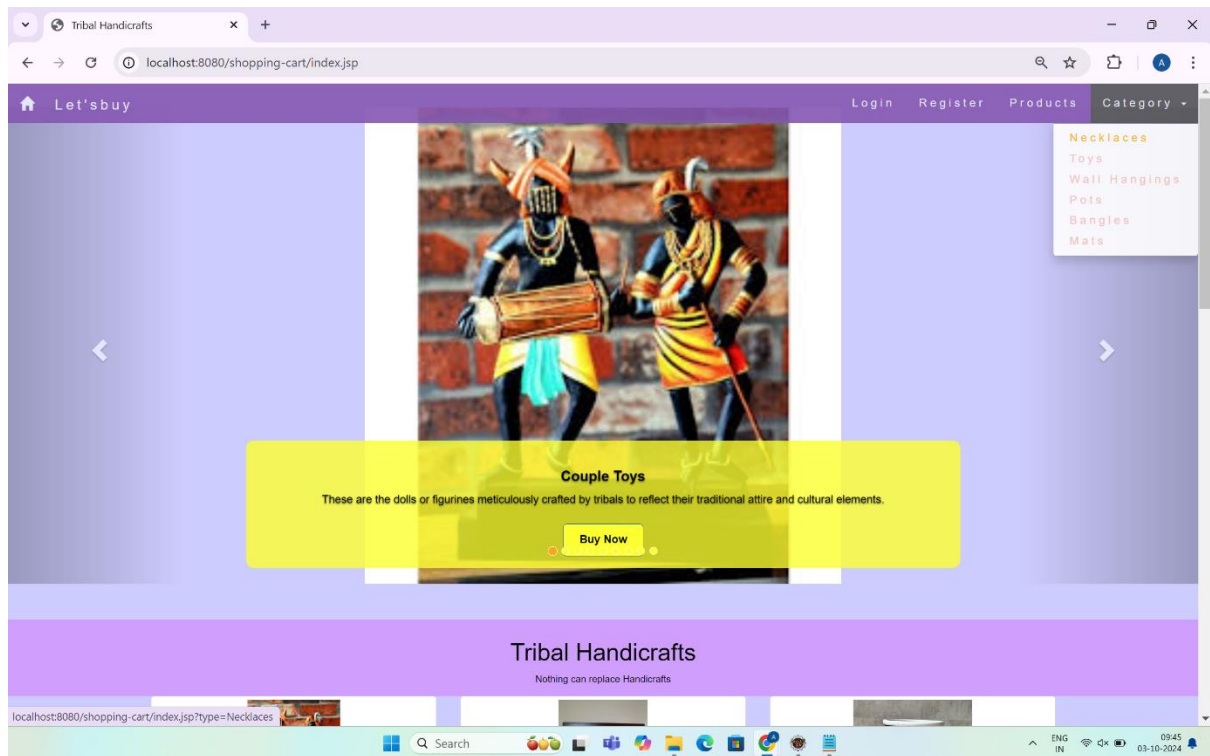 Tribal Handicrafts
localhost:8080/shopping-cart/index.jsp
A
Let'sbuy
Login Register Products Category
Necklaces
Toys
Wall Hangings
Pots
Bangles
Mats
Couple Toys
These are the dolls or figurines meticulously crafted by tribals to reflect their traditional attire and cultural elements.
Buy Now
Tribal Handicrafts
Nothing can replace Handicrafts
localhost:8080/shopping-cart/index.jsp?type=Necklaces
Search
ENG
IN
09:45
03-10-2024